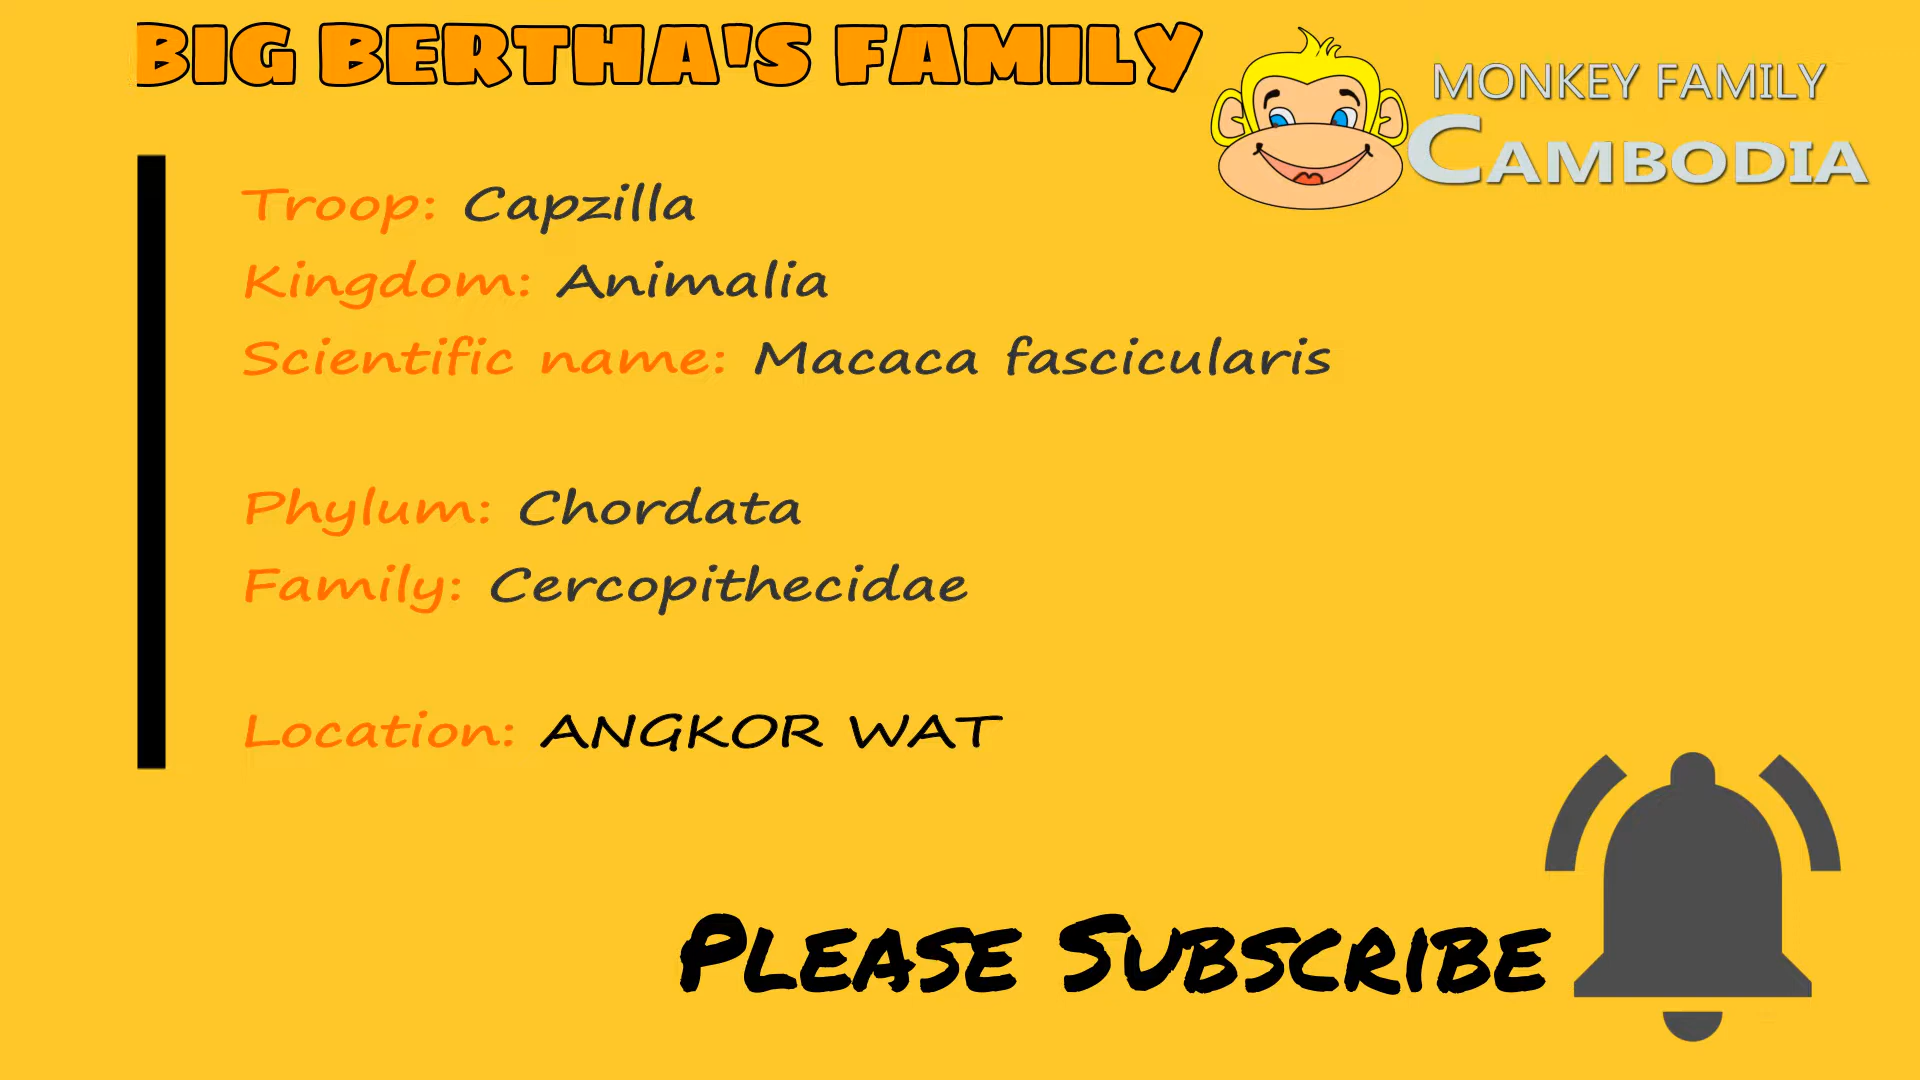 BIG BERTHA'S FAMILY
MONKEY FAMILY
CAMBODIA
Troop: Capzilla
Kingdom: Animalia
Scientific name: Macaca fascicularis
Phylum: Chordata
Family: Cercopithecidae
Location: ANGKOR WAT
PLEASE SUBSCRIBE